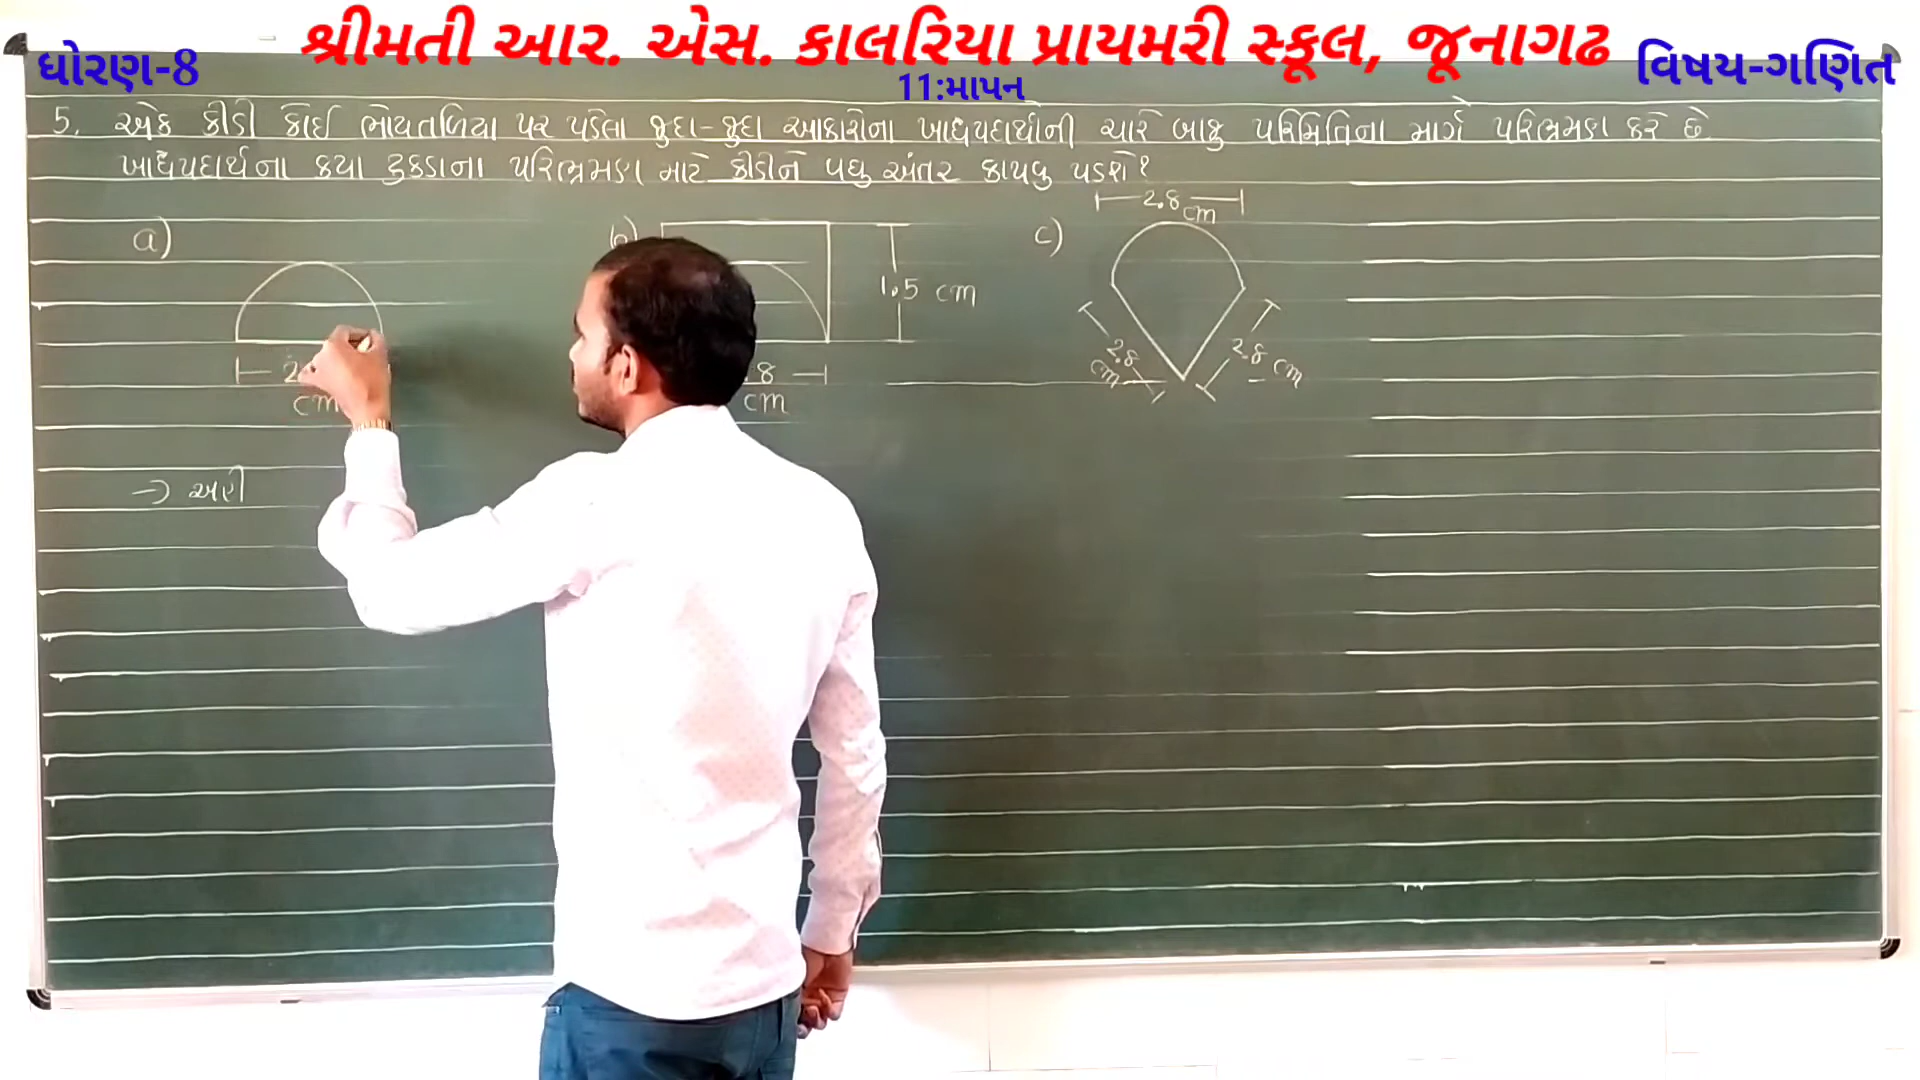 શ્રીમતી આર. એસ. કાલરિયા પ્રાયમરી સ્કૂલ, જૂનાગઢ
ધોરણ-8
વિષય-ગણિત
11:માપન
5. એક કીડી કોઈ ભોંયતળિયા પર પડેલા જુદા-જુદા આકારોના ખાદ્યપદાર્થોની ચારે બાજુ પરિમિતિના માર્ગે પરિભ્રમણ કરે છે
ખાદ્યપદાર્થના કયા ટુકડાના પરિભ્રમણ માટે કીડીને વધુ અંતર કાપવુ પડશે?
a)
c)
2.8 cm
1.5 cm
cm
.8
cm
2.8 cm
2.8 cm
→ અહી